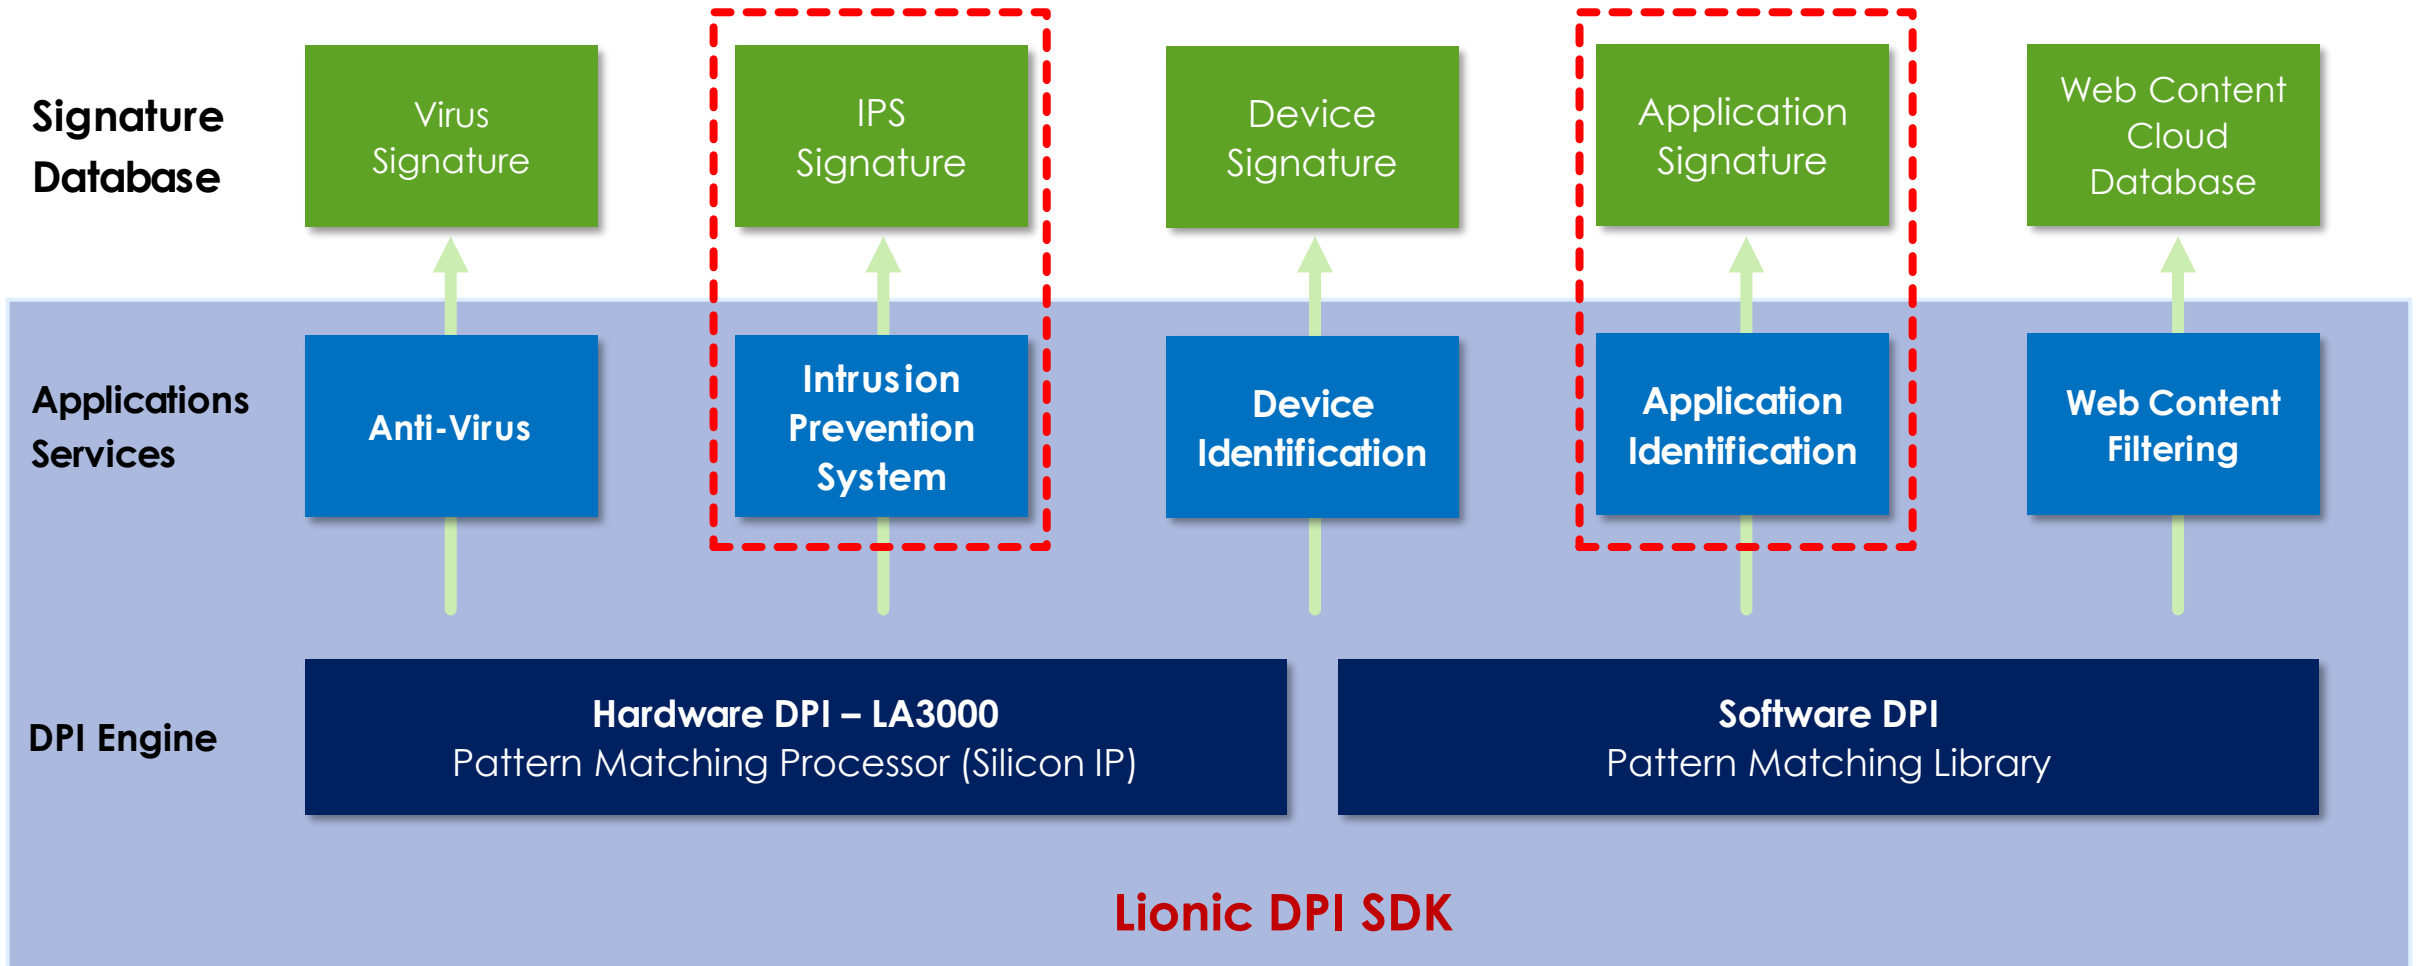 Signature
Database
Virus
Signature
IPS
Signature
Device
Signature
Application
Signature
Web Content
Cloud
Database
Applications
Services
Anti-Virus
Intrusion
Prevention
System
Device
Identification
Application
Identification
Web Content
Filtering
DPI Engine
Hardware DPI – LA3000
Pattern Matching Processor (Silicon IP)
Software DPI
Pattern Matching Library
Lionic DPI SDK